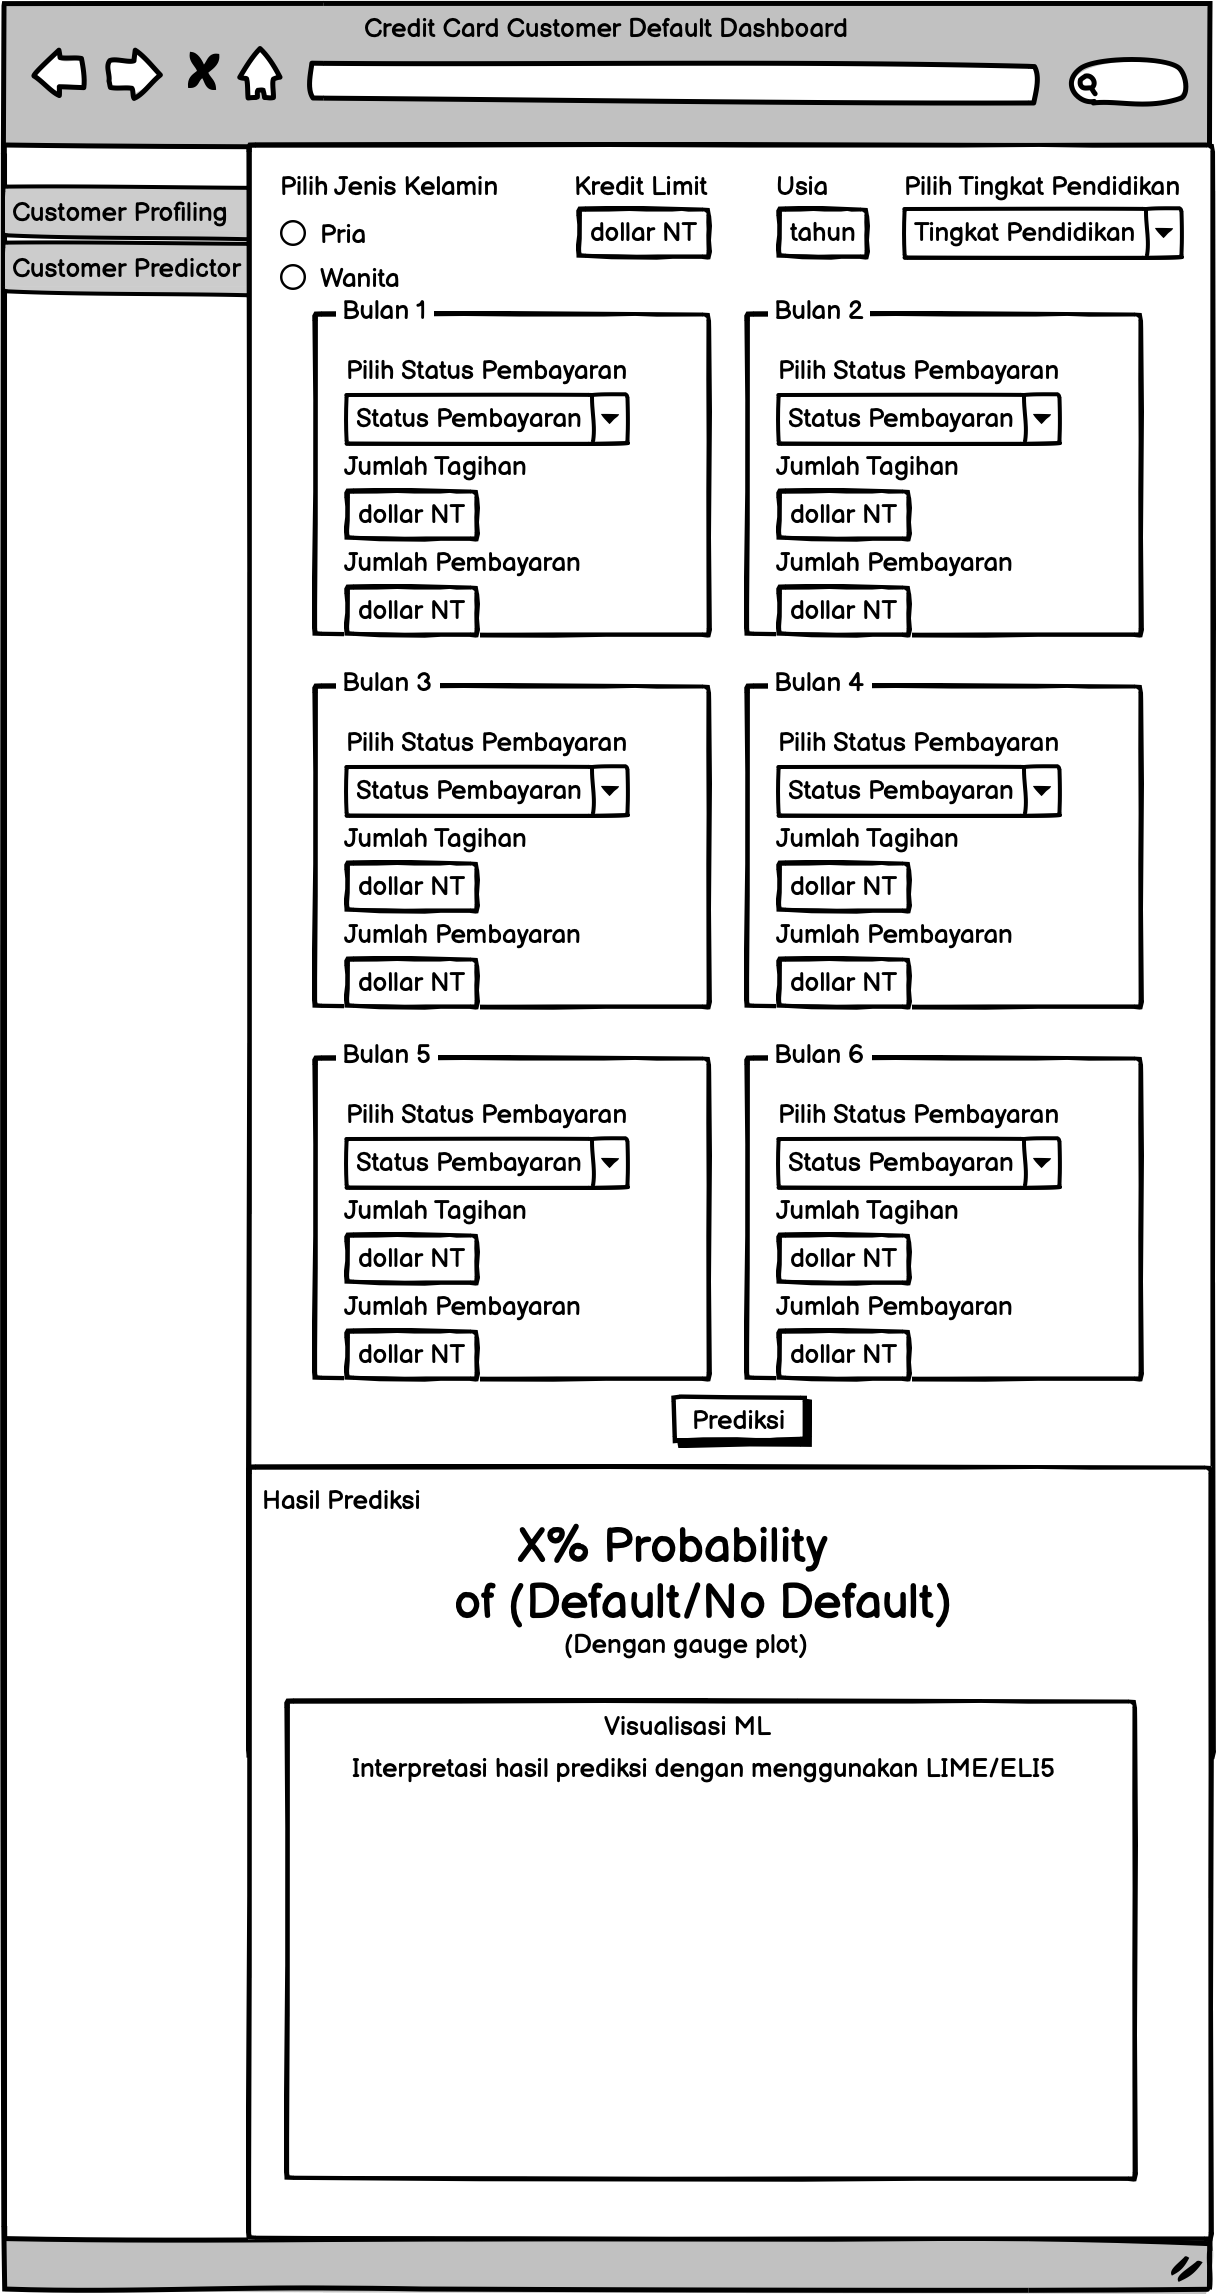 Credit Card Customer Default Dashboard
Customer Profiling
Customer Predictor
Pilih Jenis Kelamin
Pria
Wanita
Kredit Limit
dollar NT
Usia
tahun
Pilih Tingkat Pendidikan
Tingkat Pendidikan
Bulan 1
Pilih Status Pembayaran
Status Pembayaran
Jumlah Tagihan
dollar NT
Jumlah Pembayaran
dollar NT
Bulan 2
Pilih Status Pembayaran
Status Pembayaran
Jumlah Tagihan
dollar NT
Jumlah Pembayaran
dollar NT
Bulan 3
Pilih Status Pembayaran
Status Pembayaran
Jumlah Tagihan
dollar NT
Jumlah Pembayaran
dollar NT
Bulan 4
Pilih Status Pembayaran
Status Pembayaran
Jumlah Tagihan
dollar NT
Jumlah Pembayaran
dollar NT
Bulan 5
Pilih Status Pembayaran
Status Pembayaran
Jumlah Tagihan
dollar NT
Jumlah Pembayaran
dollar NT
Bulan 6
Pilih Status Pembayaran
Status Pembayaran
Jumlah Tagihan
dollar NT
Jumlah Pembayaran
dollar NT
Prediksi
Hasil Prediksi
X% Probability
of (Default/No Default)
(Dengan gauge plot)
Visualisasi ML
Interpretasi hasil prediksi dengan menggunakan LIME/ELI5